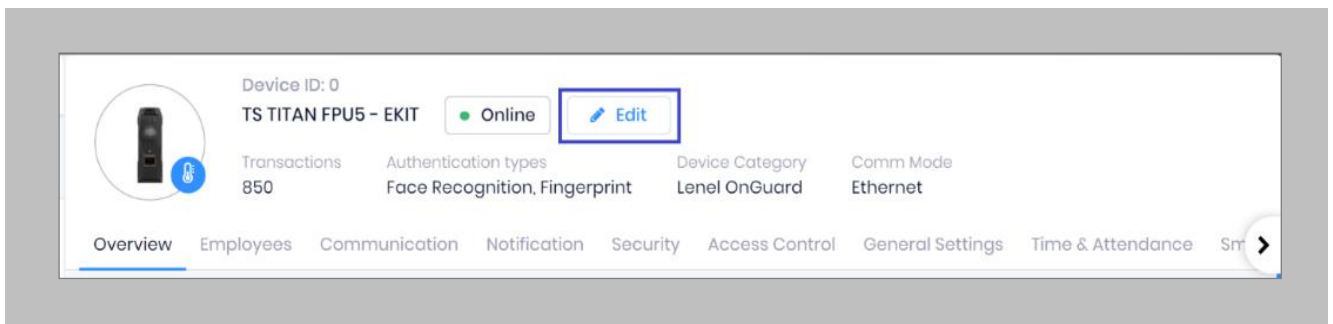 Device ID: 0
TS TITAN FPU5 - EKIT Online Edit
Transactions Authentication types Device Category Comm Mode
850 Face Recognition, Fingerprint Lenel OnGuard Ethernet
Overview Employees Communication Notification Security Access Control General Settings Time & Attendance